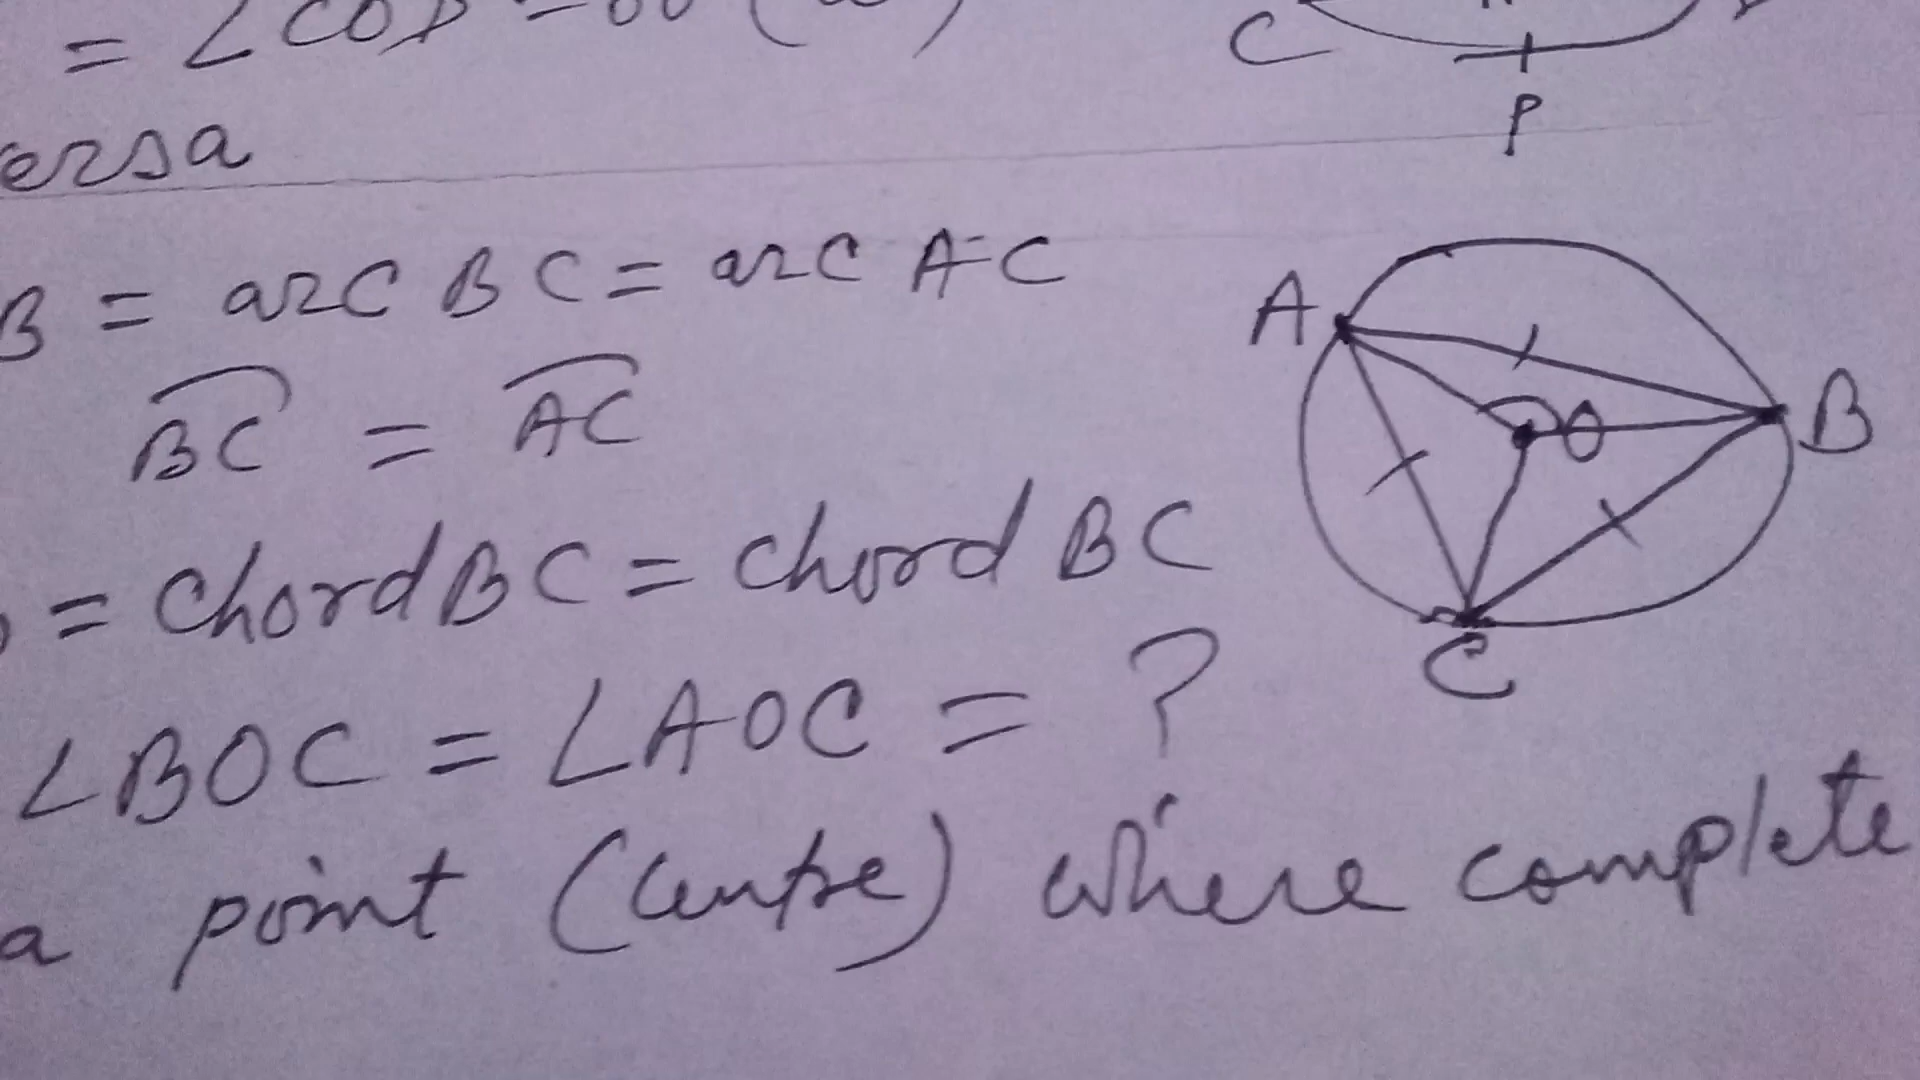 = ∠COD = 60° (
C
P
ersa
B = arc BC = arc AC
BC = AC
A
B
O
C
= chord BC = chord BC
∠BOC = ∠AOC = ?
a point (centre) where complete